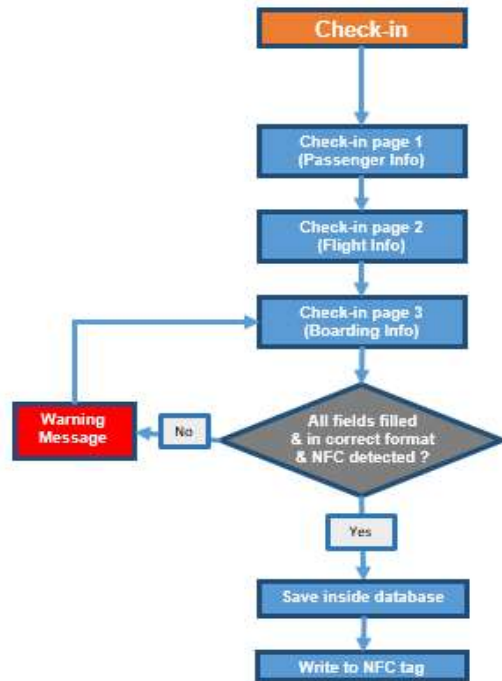 Check-in
Check-in page 1
(Passenger Info)
Check-in page 2
(Flight Info)
Check-in page 3
(Boarding Info)
Warning
Message
No
All fields filled
& in correct format
& NFC detected ?
Yes
Save inside database
Write to NFC tag